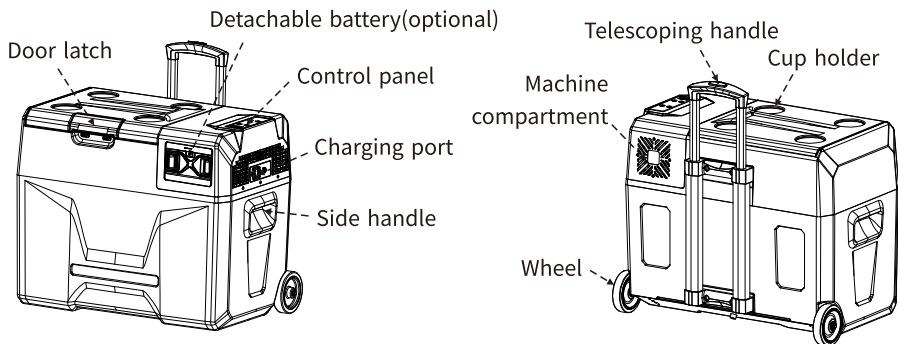 Detachable battery(optional)
Door latch
Control panel
Charging port
Side handle
Telescoping handle
Cup holder
Machine
compartment
Wheel